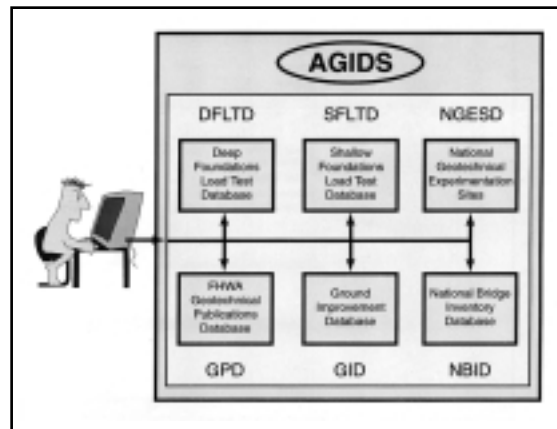 AGIDS
DFLTD
SFLTD
NGESD
Deep
Foundations
Load Test
Database
Shallow
Foundations
Load Test
Database
National
Geotechnical
Experimentation
Sites
FHWA
Geotechnical
Publications
Database
Ground
Improvement
Database
National Bridge
Inventory
Database
GPD
GID
NBID